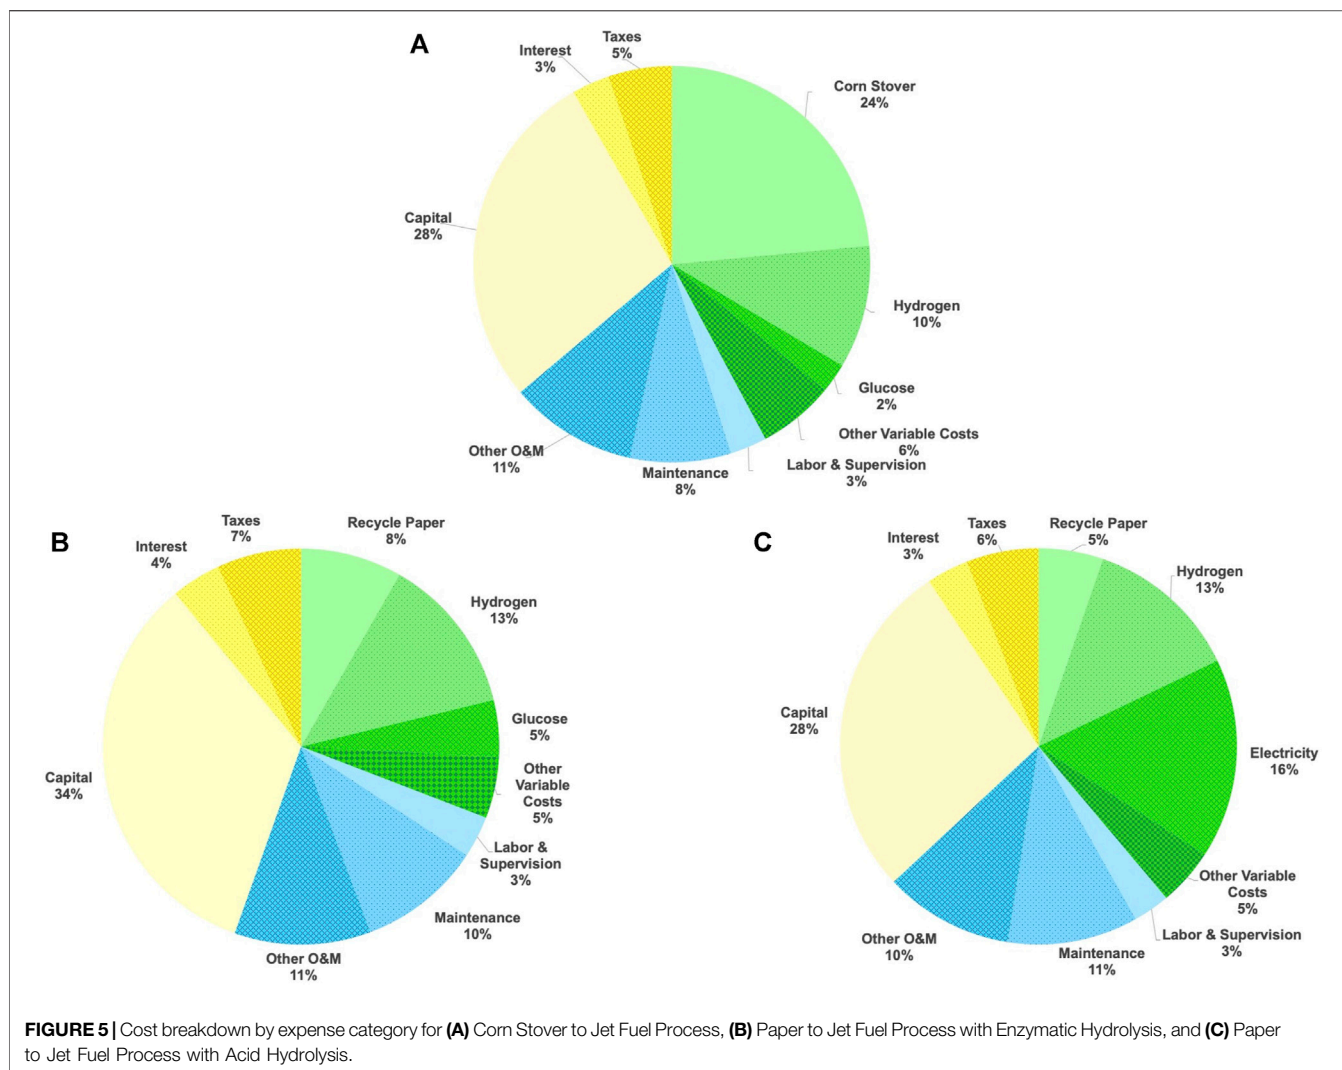 A
Taxes
5%
Interest
3%
Corn Stover
24%
Capital
28%
Hydrogen
10%
Glucose
2%
Other Variable Costs
6%
Other O&M
11%
Labor & Supervision
3%
Maintenance
8%
B
Taxes
7%
Recycle Paper
8%
Interest
4%
Hydrogen
13%
Glucose
5%
Other
Variable
Costs
5%
Capital
34%
Labor &
Supervision
3%
Maintenance
10%
Other O&M
11%
C
Taxes
6%
Recycle Paper
5%
Interest
3%
Hydrogen
13%
Capital
28%
Electricity
16%
Other Variable
Costs
5%
Labor & Supervision
3%
Other O&M
10%
Maintenance
11%
FIGURE 5 | Cost breakdown by expense category for (A) Corn Stover to Jet Fuel Process, (B) Paper to Jet Fuel Process with Enzymatic Hydrolysis, and (C) Paper
to Jet Fuel Process with Acid Hydrolysis.